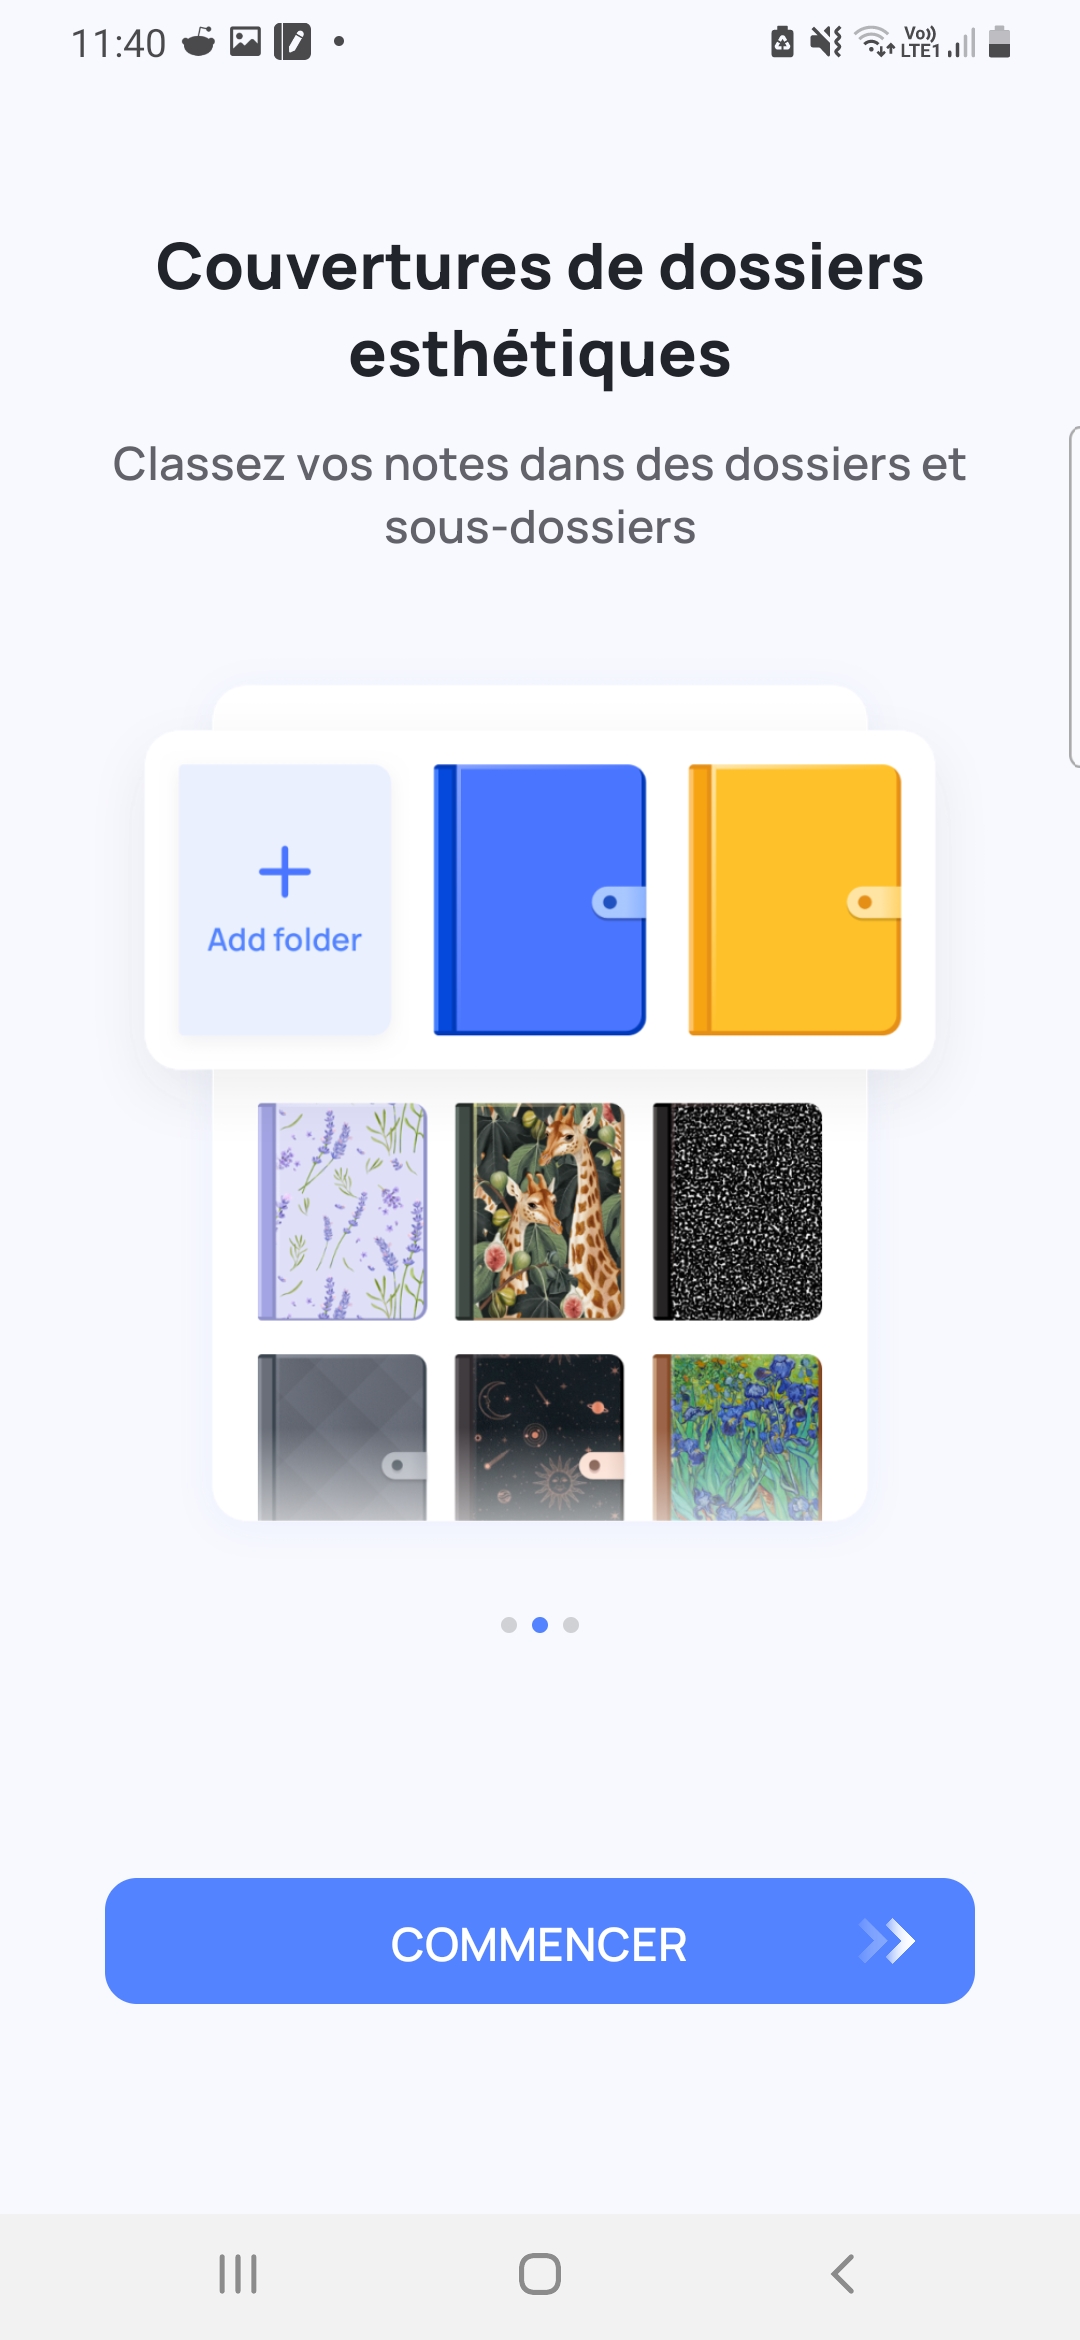 11:40
Vo))
LTE1
Couvertures de dossiers
esthétiques
Classez vos notes dans des dossiers et
sous-dossiers
Add folder
COMMENCER